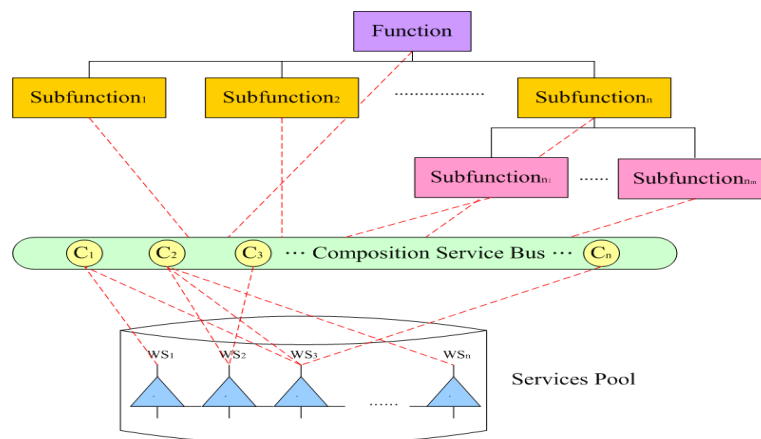 Function
Subfunction₁ Subfunction₂ ................ Subfunctionₙ
Subfunctionₙ₁ ...... Subfunctionₙₘ
C₁ C₂ C₃ ··· Composition Service Bus ··· Cₙ
WS₁ WS₂ WS₃ WSₙ
Services Pool
......